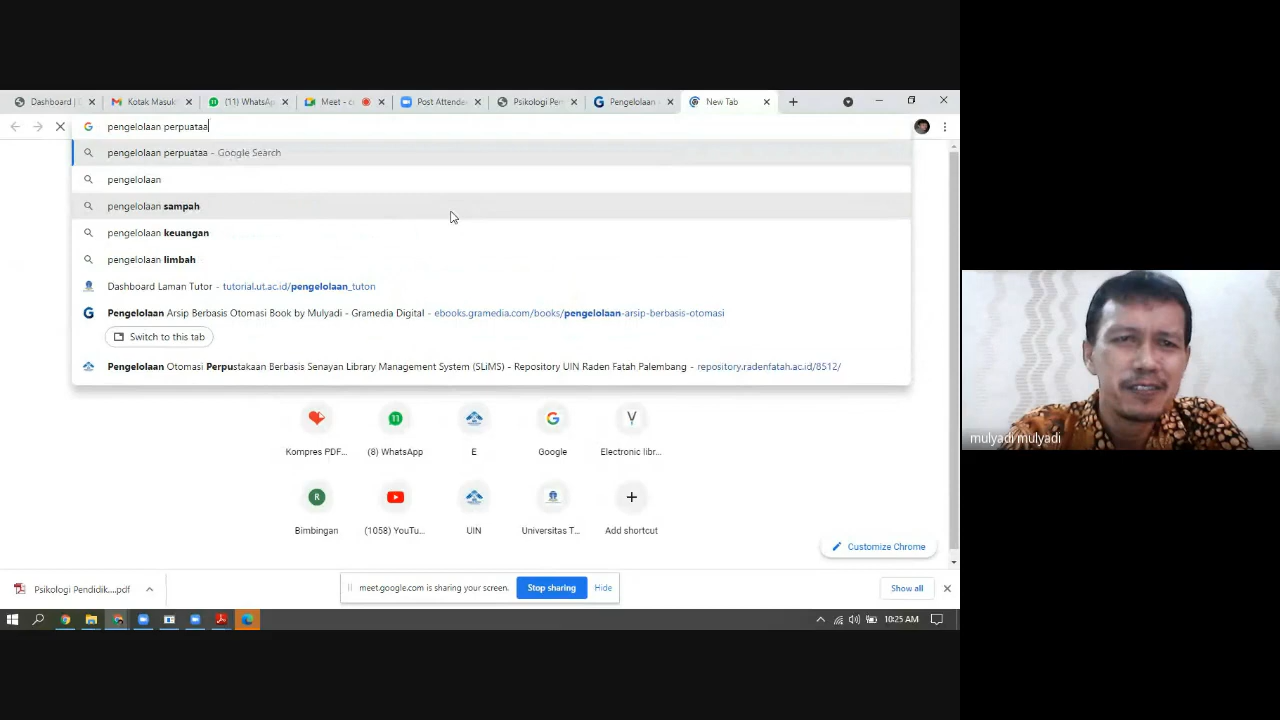 Dashboard |
Kotak Masuk
(11) WhatsAp
Meet - c
Post Attende
Psikologi Pen
Pengelolaan
New Tab
pengelolaan perpuataa
pengelolaan perpuataa - Google Search
pengelolaan
pengelolaan sampah
pengelolaan keuangan
pengelolaan limbah
Dashboard Laman Tutor - tutorial.ut.ac.id/pengelolaan_tuton
Pengelolaan Arsip Berbasis Otomasi Book by Mulyadi - Gramedia Digital - ebooks.gramedia.com/books/pengelolaan-arsip-berbasis-otomasi
Switch to this tab
Pengelolaan Otomasi Perpustakaan Berbasis Senayan Library Management System (SLiMS) - Repository UIN Raden Fatah Palembang - repository.radenfatah.ac.id/8512/
Kompres PDF...
(8) WhatsApp
E
Google
Electronic libr...
Bimbingan
(1058) YouTu...
UIN
Universitas T...
Add shortcut
Customize Chrome
Psikologi Pendidik....pdf
meet.google.com is sharing your screen.
Stop sharing
Hide
Show all
10:25 AM
mulyadi mulyadi